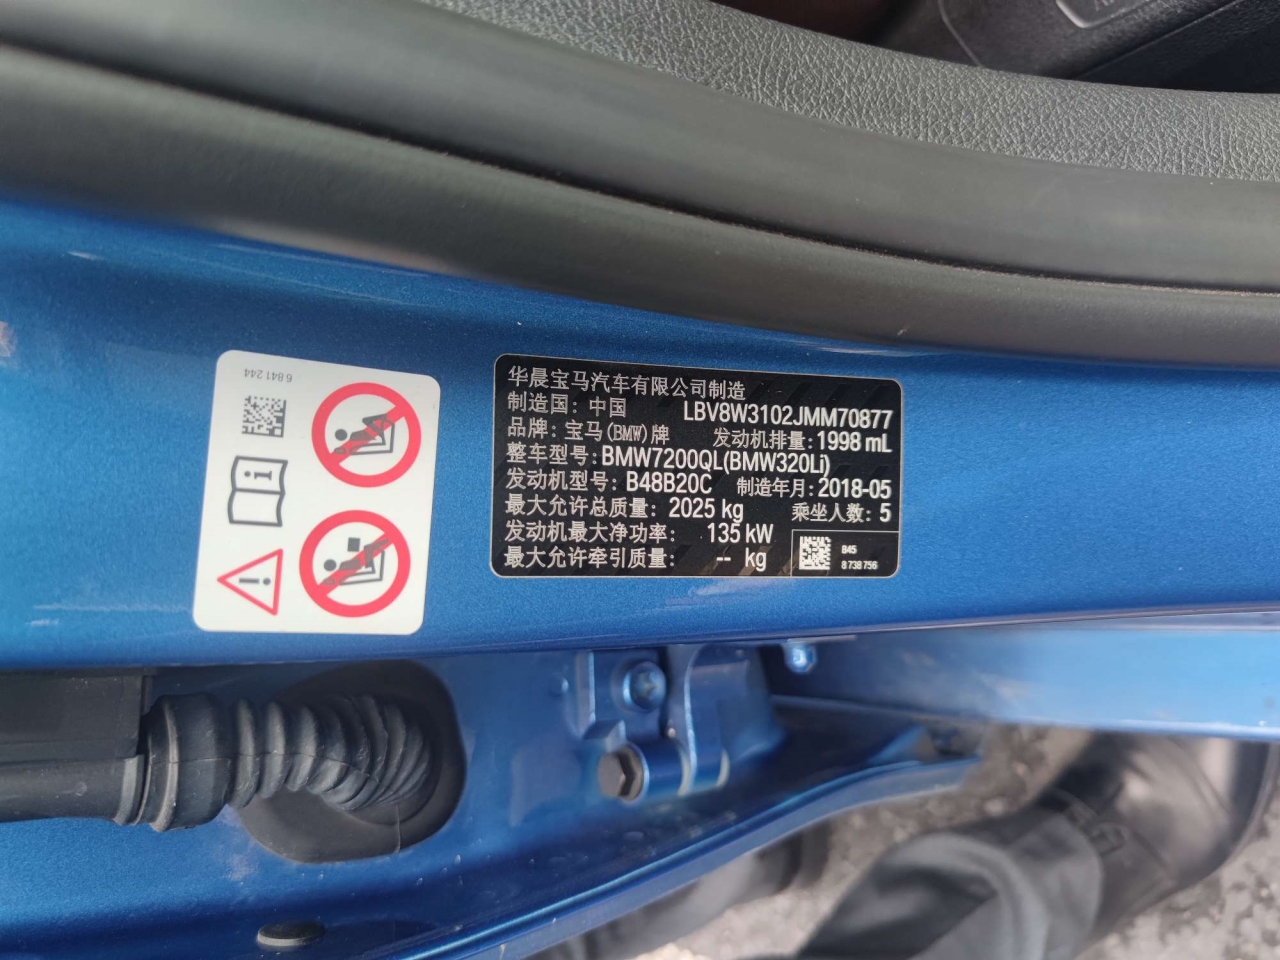 华晨宝马汽车有限公司制造
制造国：中国 LBV8W3102JMM70877
品牌：宝马(BMW)牌 发动机排量：1998 mL
整车型号：BMW7200QL(BMW320Li)
发动机型号：B48B20C 制造年月：2018-05
最大允许总质量：2025 kg 乘坐人数：5
发动机最大净功率：135 kW
最大允许牵引质量：-- kg
845
8 738 756
6 841 244